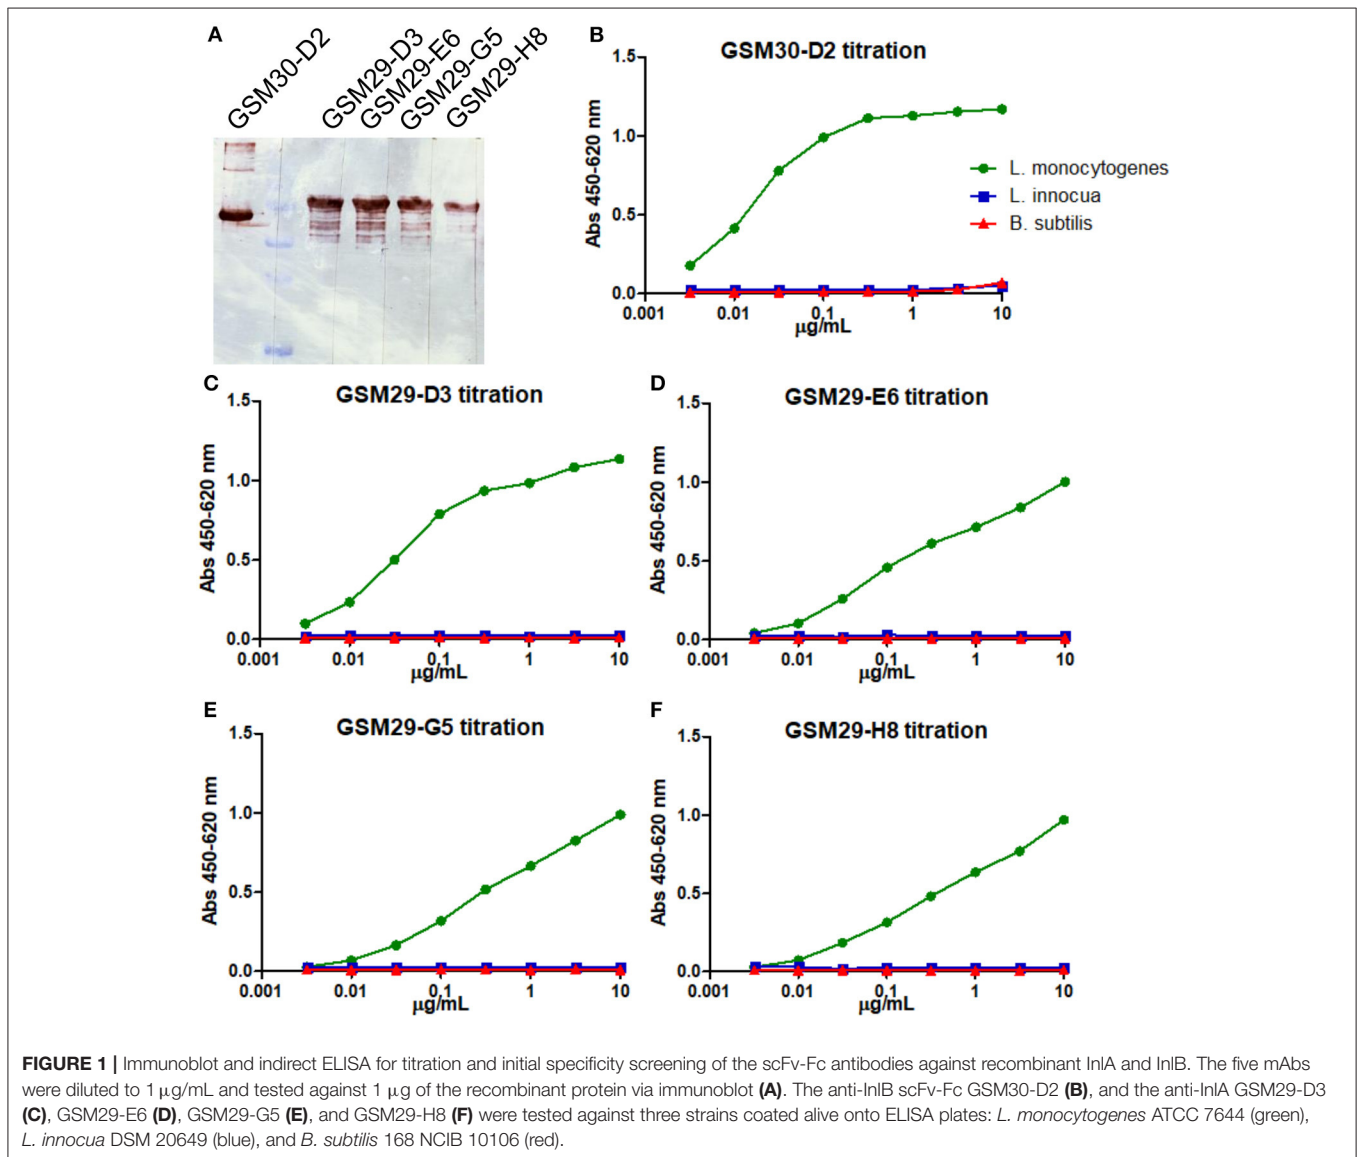 A
GSM30-D2
GSM29-D3
GSM29-E6
GSM29-G5
GSM29-H8
B
GSM30-D2 titration
1.5
1.0
0.5
0.0
Abs 450-620 nm
0.001 0.01 0.1 1 10
µg/mL
L. monocytogenes
L. innocua
B. subtilis
C
GSM29-D3 titration
1.5
1.0
0.5
0.0
Abs 450-620 nm
0.001 0.01 0.1 1 10
µg/mL
D
GSM29-E6 titration
1.5
1.0
0.5
0.0
Abs 450-620 nm
0.001 0.01 0.1 1 10
µg/mL
E
GSM29-G5 titration
1.5
1.0
0.5
0.0
Abs 450-620 nm
0.001 0.01 0.1 1 10
µg/mL
F
GSM29-H8 titration
1.5
1.0
0.5
0.0
Abs 450-620 nm
0.001 0.01 0.1 1 10
µg/mL
FIGURE 1 | Immunoblot and indirect ELISA for titration and initial specificity screening of the scFv-Fc antibodies against recombinant InlA and InlB. The five mAbs
were diluted to 1 µg/mL and tested against 1 µg of the recombinant protein via immunoblot (A). The anti-InlB scFv-Fc GSM30-D2 (B), and the anti-InlA GSM29-D3
(C), GSM29-E6 (D), GSM29-G5 (E), and GSM29-H8 (F) were tested against three strains coated alive onto ELISA plates: L. monocytogenes ATCC 7644 (green),
L. innocua DSM 20649 (blue), and B. subtilis 168 NCIB 10106 (red).